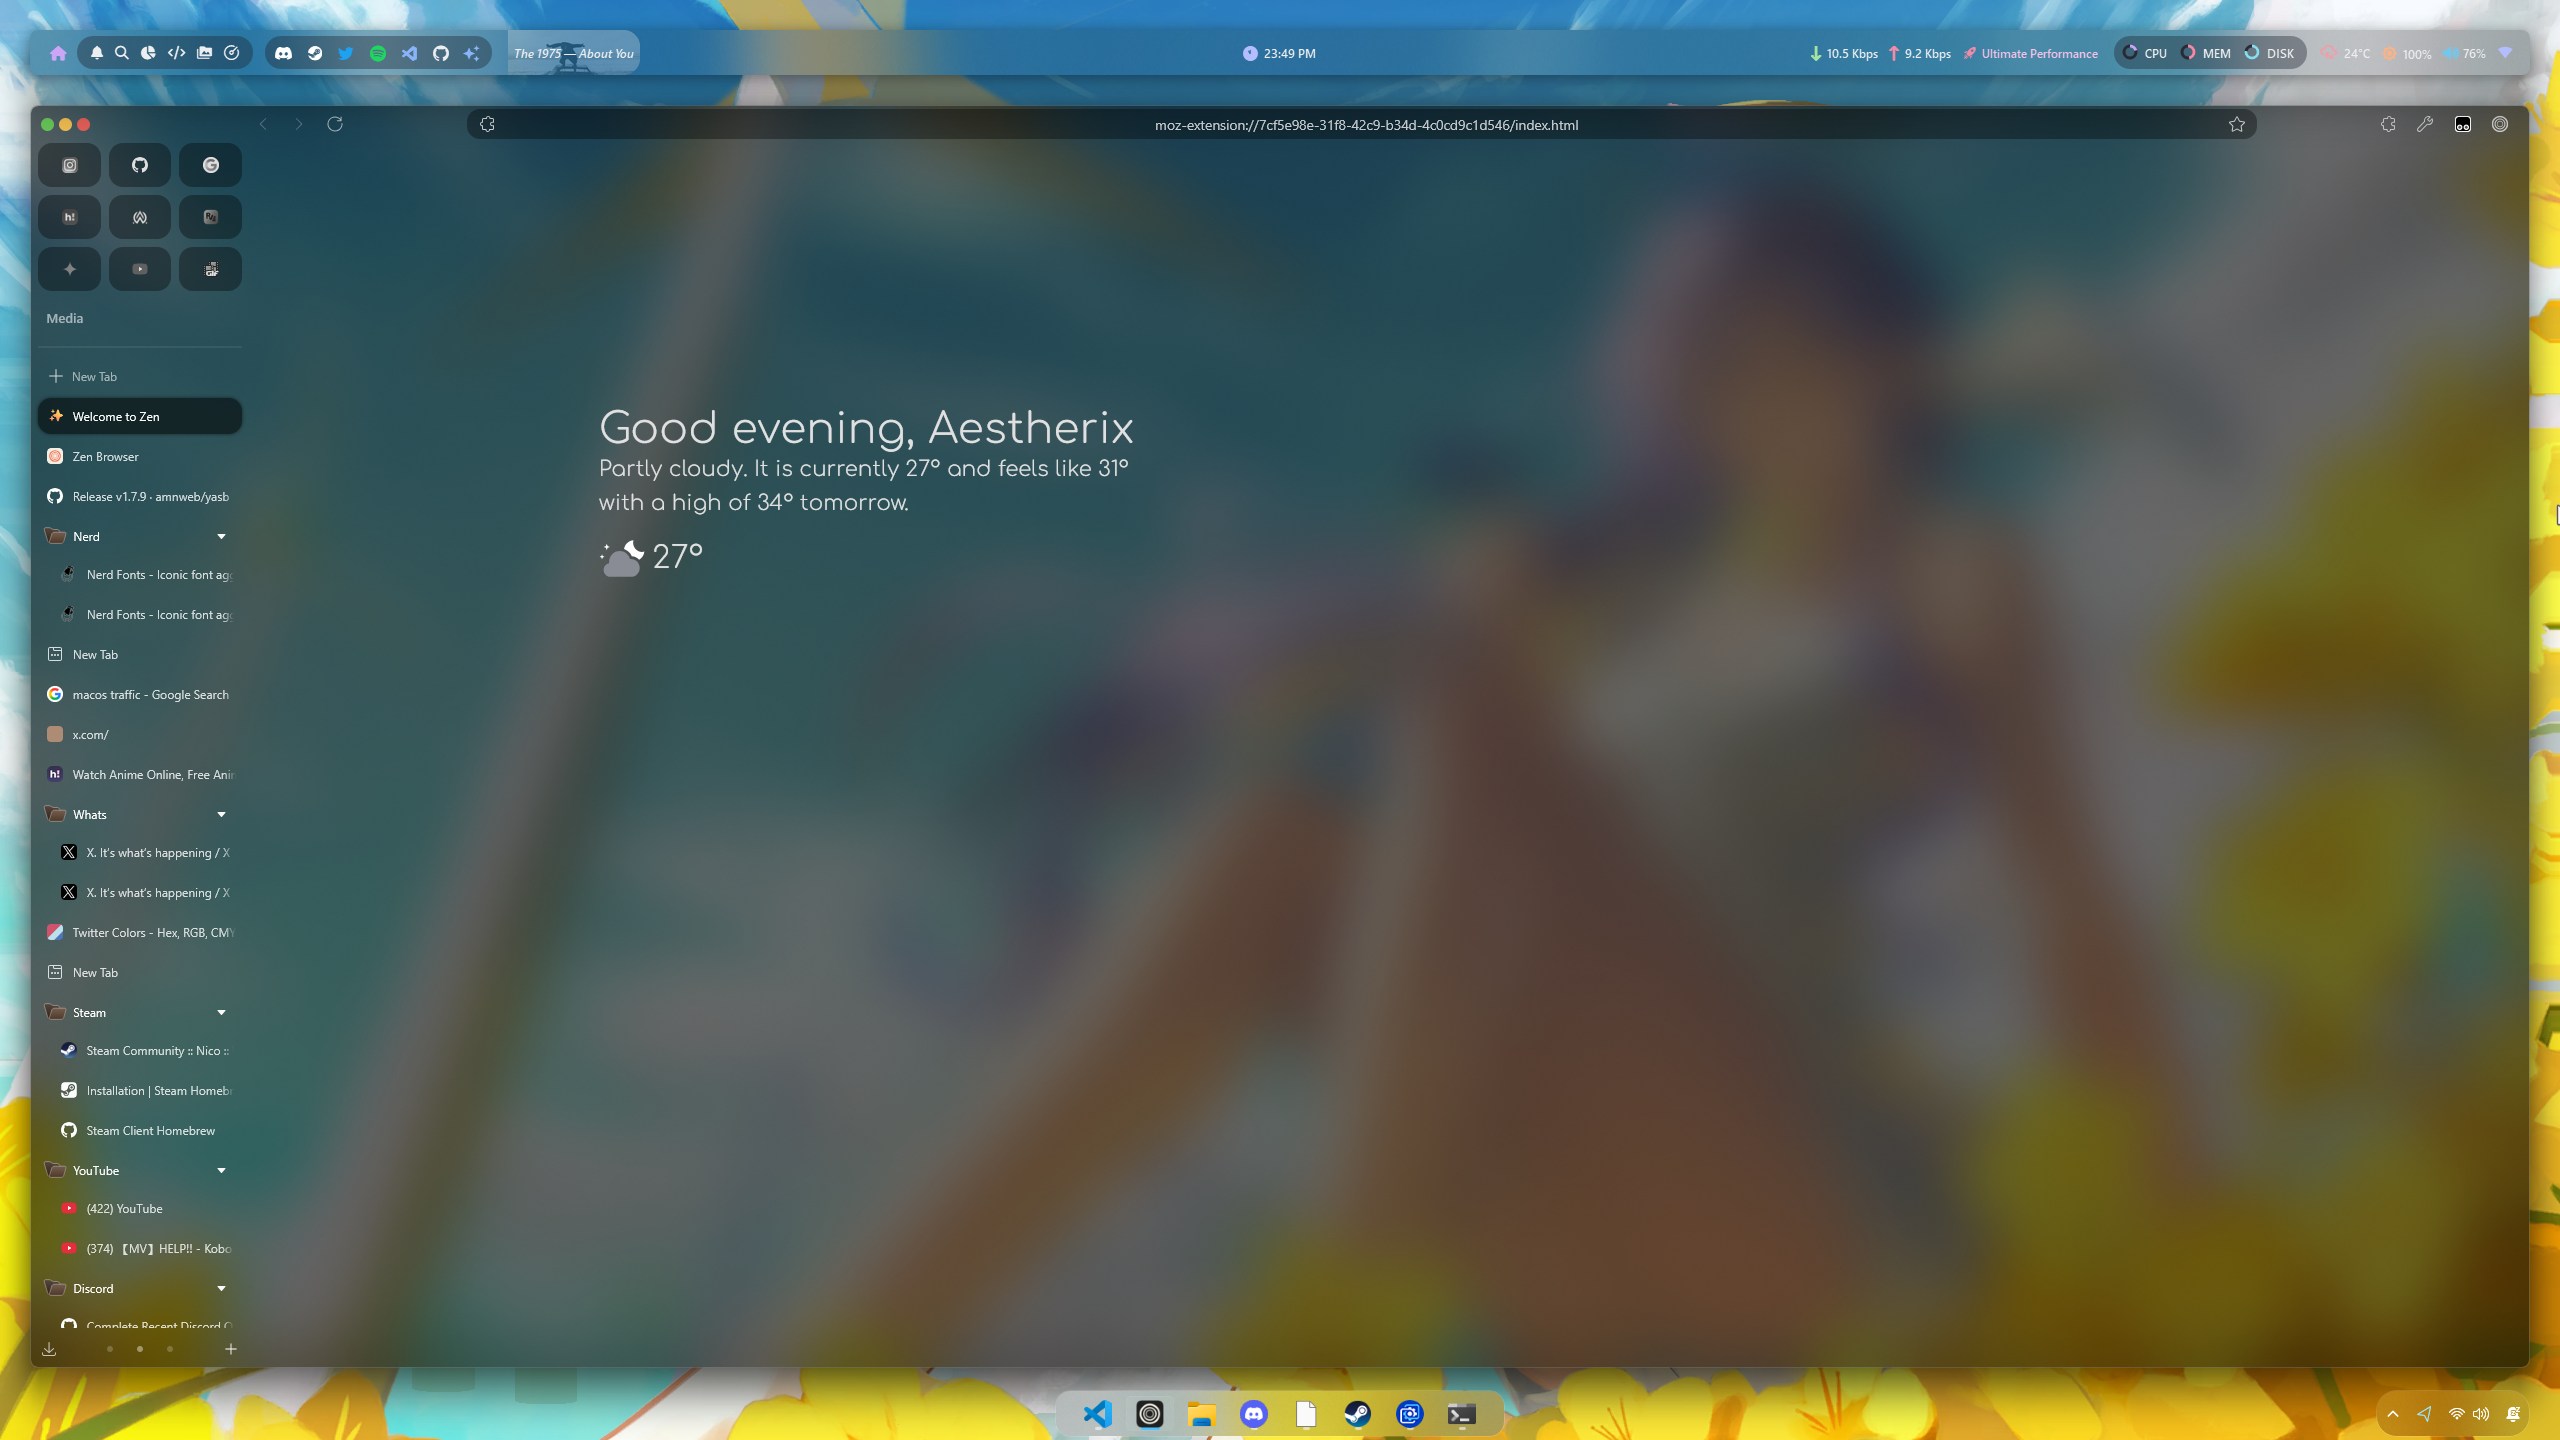 The 1975 — About You
23:49 PM
10.5 Kbps
9.2 Kbps
Ultimate Performance
CPU
MEM
DISK
24°C
100%
76%
moz-extension://7cf5e98e-31f8-42c9-b34d-4c0cd9c1d546/index.html
Media
New Tab
Welcome to Zen
Zen Browser
Release v1.7.9 · amnweb/yasb
Nerd
Nerd Fonts - Iconic font agg
Nerd Fonts - Iconic font agg
New Tab
macos traffic - Google Search
x.com/
Watch Anime Online, Free Anim
Whats
X. It's what's happening / X
X. It's what's happening / X
Twitter Colors - Hex, RGB, CMY
New Tab
Steam
Steam Community :: Nico ::
Installation | Steam Homebr
Steam Client Homebrew
YouTube
(422) YouTube
(374) 【MV】HELP!! - Kobo
Discord
Complete Recent Discord Q
Good evening, Aestherix
Partly cloudy. It is currently 27° and feels like 31°
with a high of 34° tomorrow.
27°